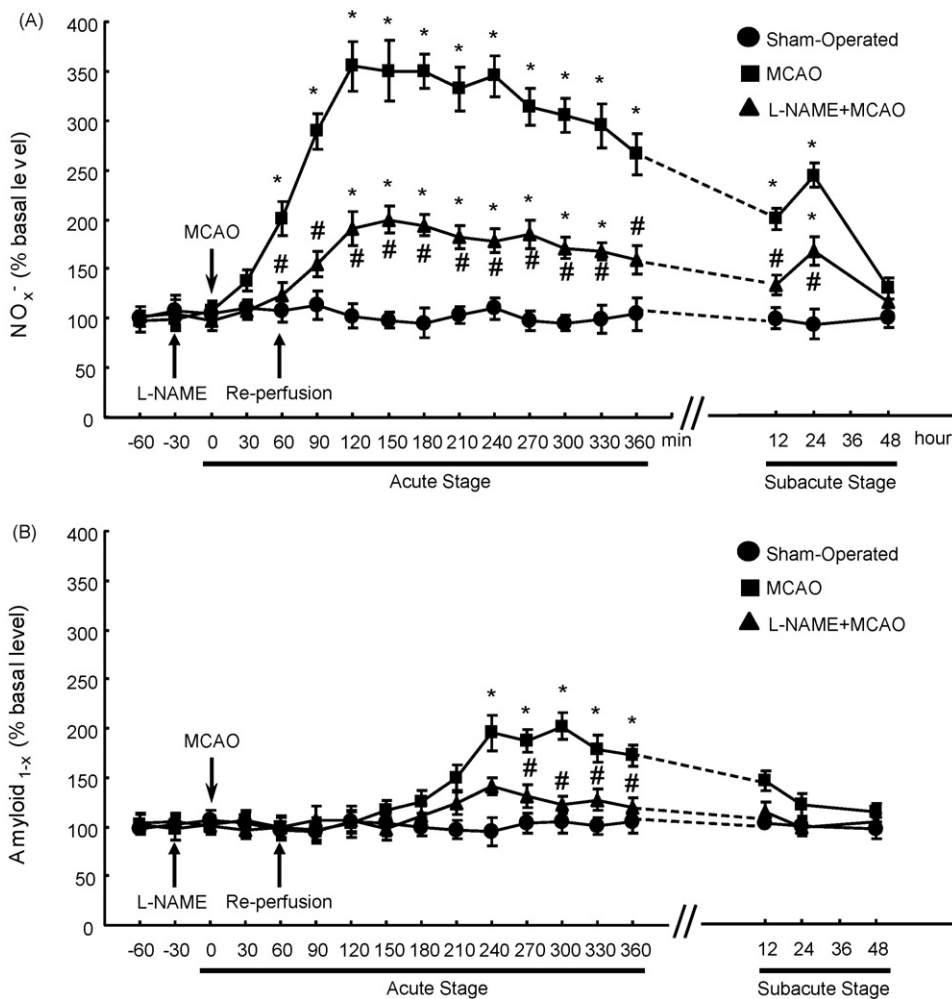 (A)
400
350
300
250
200
150
100
50
0
NOx- (% basal level)
Sham-Operated
MCAO
L-NAME+MCAO
* * * * * * * * * * *
* *
* * * * * * * *
*
# # # # # # # # # # #
# #
MCAO
L-NAME
Re-perfusion
-60 -30 0 30 60 90 120 150 180 210 240 270 300 330 360 min
12 24 36 48 hour
Acute Stage
Subacute Stage
(B)
400
350
300
250
200
150
100
50
0
Amyloid 1-x (% basal level)
Sham-Operated
MCAO
L-NAME+MCAO
* * * * *
# # # #
MCAO
L-NAME
Re-perfusion
-60 -30 0 30 60 90 120 150 180 210 240 270 300 330 360
12 24 36 48
Acute Stage
Subacute Stage